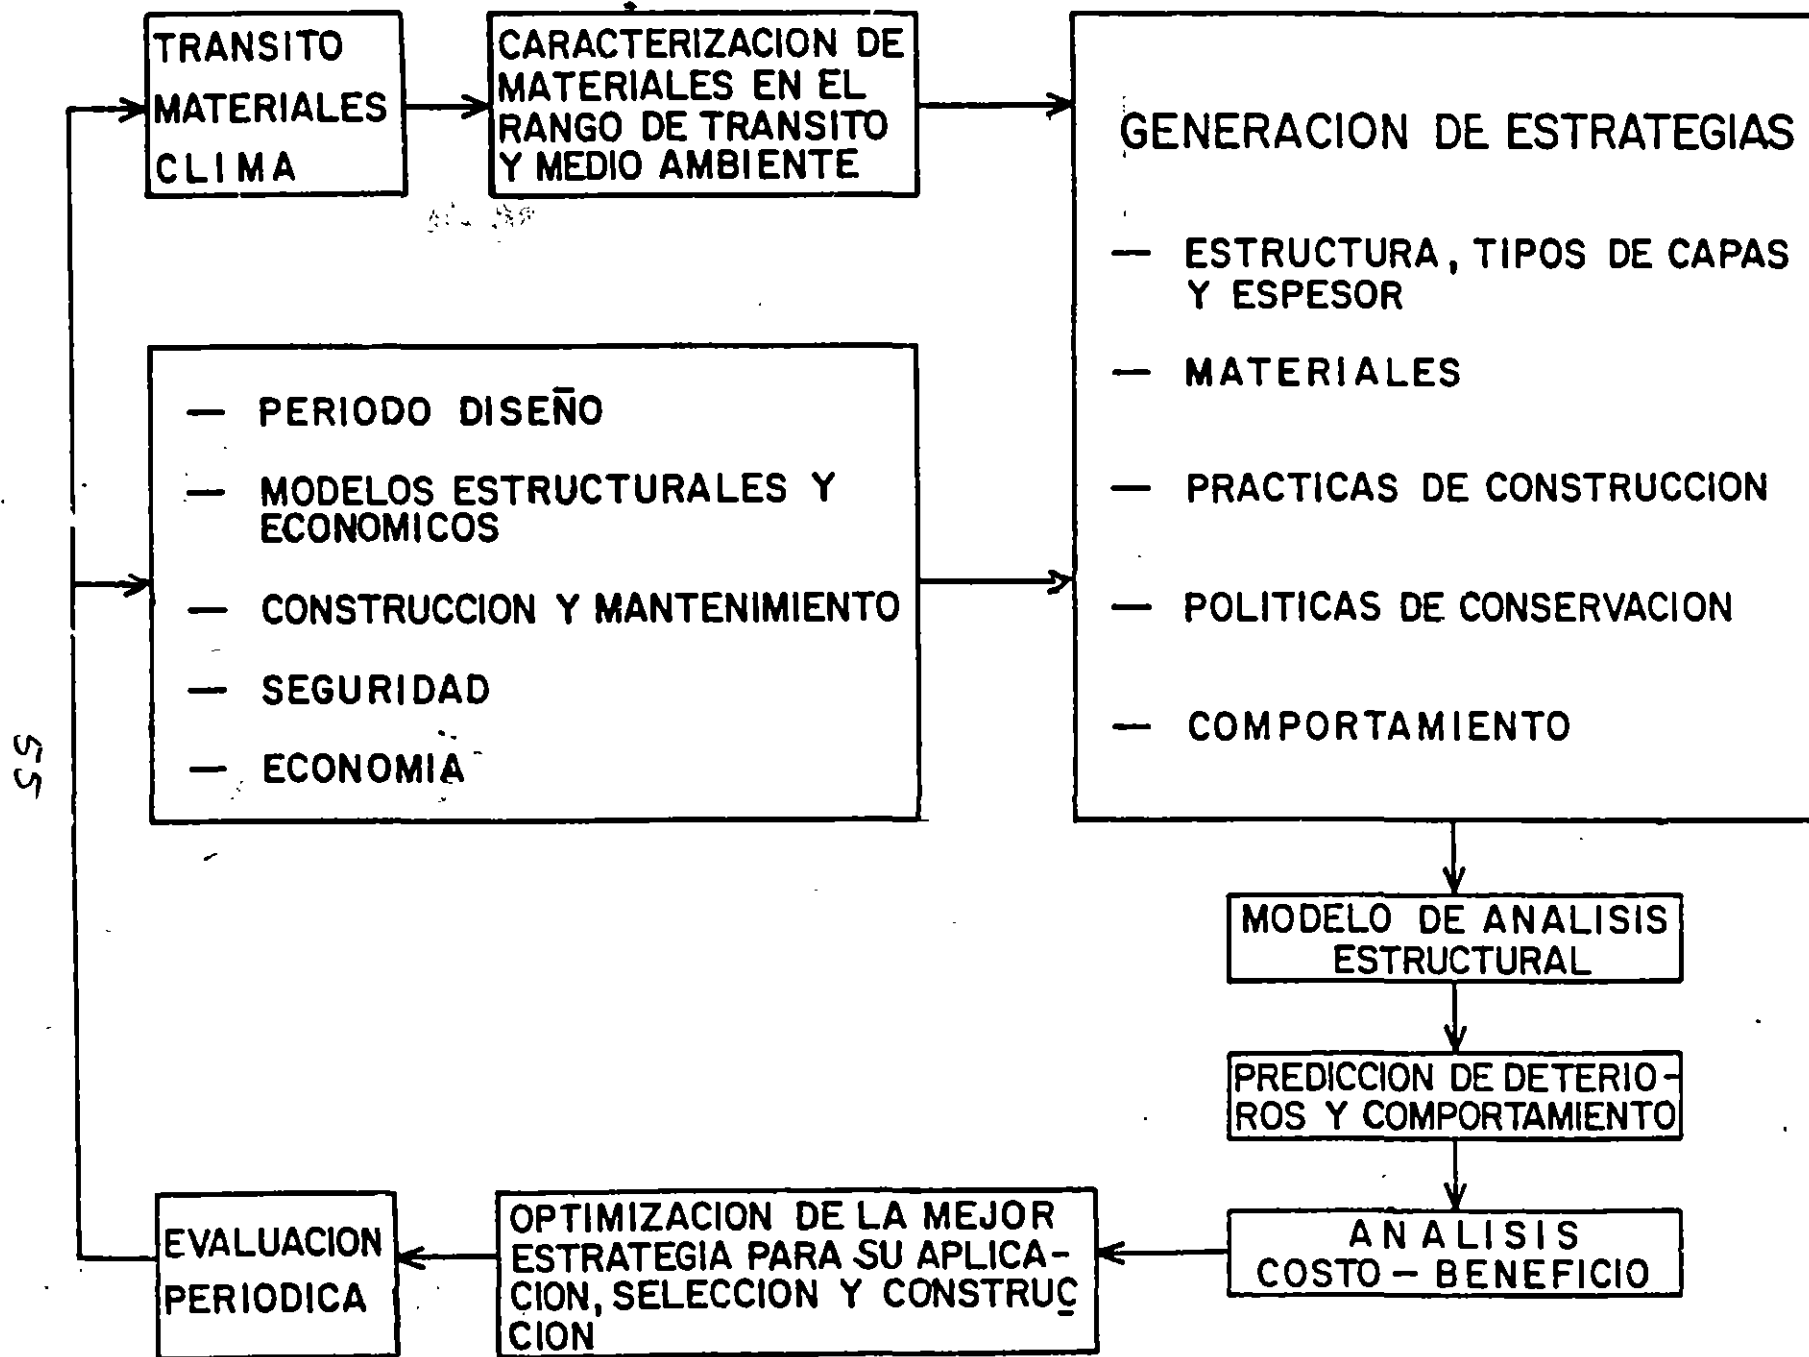 TRANSITO
MATERIALES
CLIMA
CARACTERIZACION DE
MATERIALES EN EL
RANGO DE TRANSITO
Y MEDIO AMBIENTE
GENERACION DE ESTRATEGIAS
— ESTRUCTURA, TIPOS DE CAPAS
Y ESPESOR
— MATERIALES
— PRACTICAS DE CONSTRUCCION
— POLITICAS DE CONSERVACION
— COMPORTAMIENTO
— PERIODO DISEÑO
— MODELOS ESTRUCTURALES Y
ECONOMICOS
— CONSTRUCCION Y MANTENIMIENTO
— SEGURIDAD
— ECONOMIA
55
MODELO DE ANALISIS
ESTRUCTURAL
PREDICCION DE DETERIO-
ROS Y COMPORTAMIENTO
ANALISIS
COSTO - BENEFICIO
OPTIMIZACION DE LA MEJOR
ESTRATEGIA PARA SU APLICA-
CION, SELECCION Y CONSTRUC
CION
EVALUACION
PERIODICA